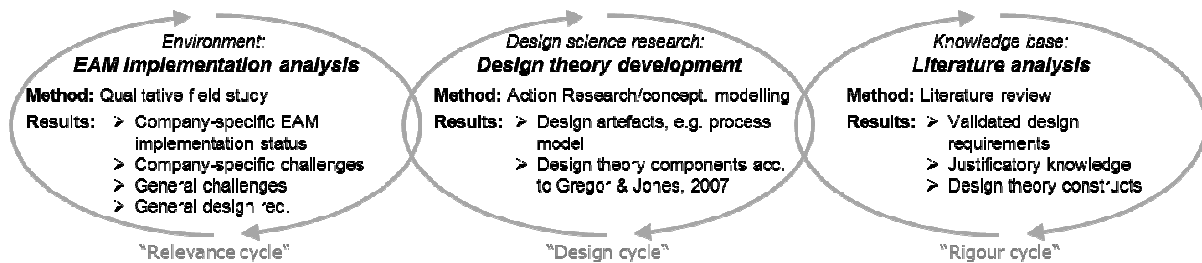 Environment:
EAM implementation analysis
Method: Qualitative field study
Results: ➢ Company-specific EAM
implementation status
➢ Company-specific challenges
➢ General challenges
➢ General design rec.
"Relevance cycle"
Design science research:
Design theory development
Method: Action Research/concept. modelling
Results: ➢ Design artefacts, e.g. process
model
➢ Design theory components acc.
to Gregor & Jones, 2007
"Design cycle"
Knowledge base:
Literature analysis
Method: Literature review
Results: ➢ Validated design
requirements
➢ Justificatory knowledge
➢ Design theory constructs
"Rigour cycle"